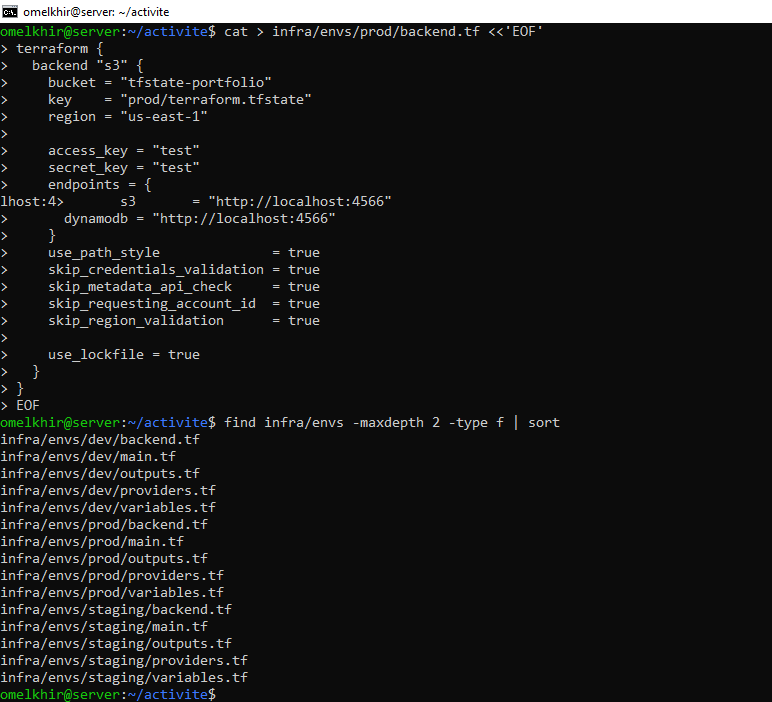 omelkhir@server: ~/activite
omelkhir@server:~/activite$ cat > infra/envs/prod/backend.tf <<'EOF'
> terraform {
>   backend "s3" {
>     bucket = "tfstate-portfolio"
>     key    = "prod/terraform.tfstate"
>     region = "us-east-1"
>
>     access_key = "test"
>     secret_key = "test"
>     endpoints = {
lhost:4>       s3       = "http://localhost:4566"
>       dynamodb = "http://localhost:4566"
>     }
>     use_path_style              = true
>     skip_credentials_validation = true
>     skip_metadata_api_check     = true
>     skip_requesting_account_id  = true
>     skip_region_validation      = true
>
>     use_lockfile = true
>   }
> }
> EOF
omelkhir@server:~/activite$ find infra/envs -maxdepth 2 -type f | sort
infra/envs/dev/backend.tf
infra/envs/dev/main.tf
infra/envs/dev/outputs.tf
infra/envs/dev/providers.tf
infra/envs/dev/variables.tf
infra/envs/prod/backend.tf
infra/envs/prod/main.tf
infra/envs/prod/outputs.tf
infra/envs/prod/providers.tf
infra/envs/prod/variables.tf
infra/envs/staging/backend.tf
infra/envs/staging/main.tf
infra/envs/staging/outputs.tf
infra/envs/staging/providers.tf
infra/envs/staging/variables.tf
omelkhir@server:~/activite$